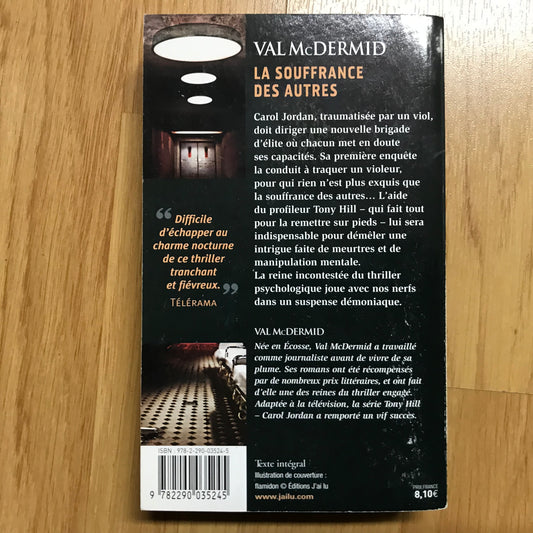 VAL McDERMID
LA SOUFFRANCE
DES AUTRES
Carol Jordan, traumatisée par un viol,
doit diriger une nouvelle brigade
d'élite où chacun met en doute
ses capacités. Sa première enquête
la conduit à traquer un violeur,
pour qui rien n'est plus exquis que
la souffrance des autres… L'aide
du profileur Tony Hill – qui fait tout
pour la remettre sur pieds – lui sera
indispensable pour démêler une
intrigue faite de meurtres et de
manipulation mentale.
La reine incontestée du thriller
psychologique joue avec nos nerfs
dans un suspense démoniaque.
“ Difficile
d'échapper au
charme nocturne
de ce thriller
tranchant
et fiévreux. ”
TÉLÉRAMA
VAL McDERMID
Née en Écosse, Val McDermid a travaillé
comme journaliste avant de vivre de sa
plume. Ses romans ont été récompensés
par de nombreux prix littéraires, et ont fait
d'elle une des reines du thriller engagé.
Adaptée à la télévision, la série Tony Hill
– Carol Jordan a remporté un vif succès.
ISBN 978-2-290-03524-5
9 782290 035245
Texte intégral
Illustration de couverture :
flamidon © Éditions J'ai lu
www.jailu.com
PRIX FRANCE
8,10€